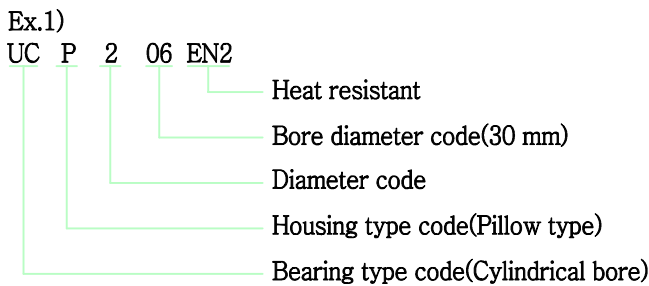 Ex.1)
UC P 2 06 EN2
Heat resistant
Bore diameter code(30 mm)
Diameter code
Housing type code(Pillow type)
Bearing type code(Cylindrical bore)